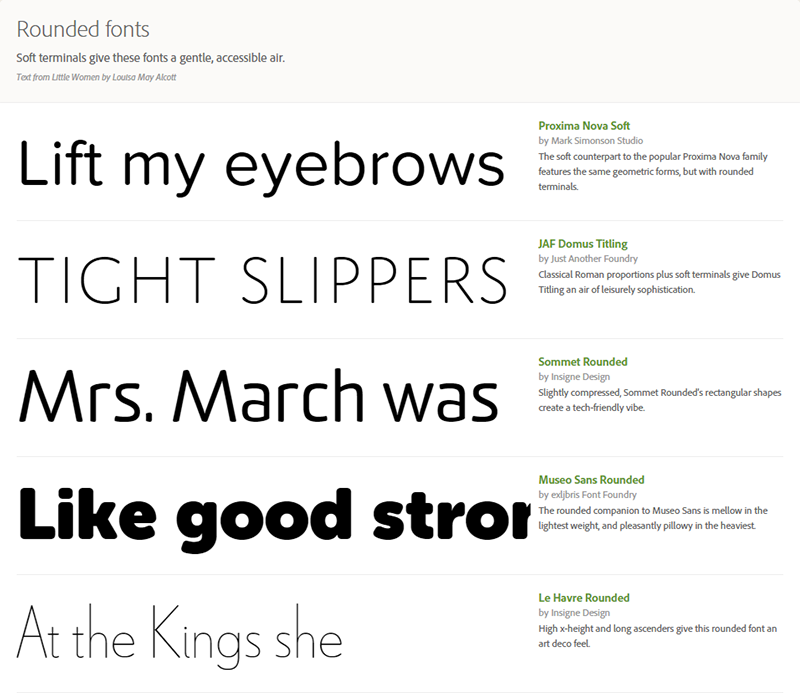 Rounded fonts
Soft terminals give these fonts a gentle, accessible air.
Text from Little Women by Louisa May Alcott
Lift my eyebrows
Proxima Nova Soft
by Mark Simonson Studio
The soft counterpart to the popular Proxima Nova family
features the same geometric forms, but with rounded
terminals.
TIGHT SLIPPERS
JAF Domus Titling
by Just Another Foundry
Classical Roman proportions plus soft terminals give Domus
Titling an air of leisurely sophistication.
Mrs. March was
Sommet Rounded
by Insigne Design
Slightly compressed, Sommet Rounded's rectangular shapes
create a tech-friendly vibe.
Like good stror
Museo Sans Rounded
by exljbris Font Foundry
The rounded companion to Museo Sans is mellow in the
lightest weight, and pleasantly pillowy in the heaviest.
At the Kings she
Le Havre Rounded
by Insigne Design
High x-height and long ascenders give this rounded font an
art deco feel.